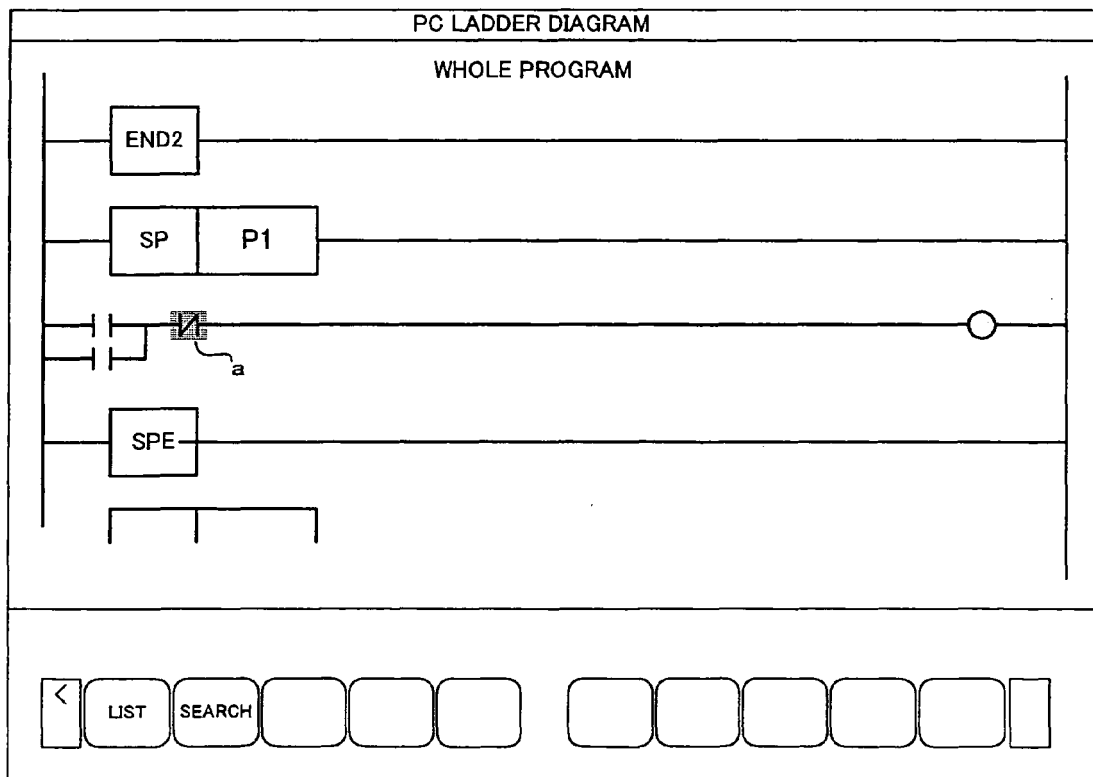 PC LADDER DIAGRAM
WHOLE PROGRAM
END2
SP P1
a
SPE
< LIST SEARCH